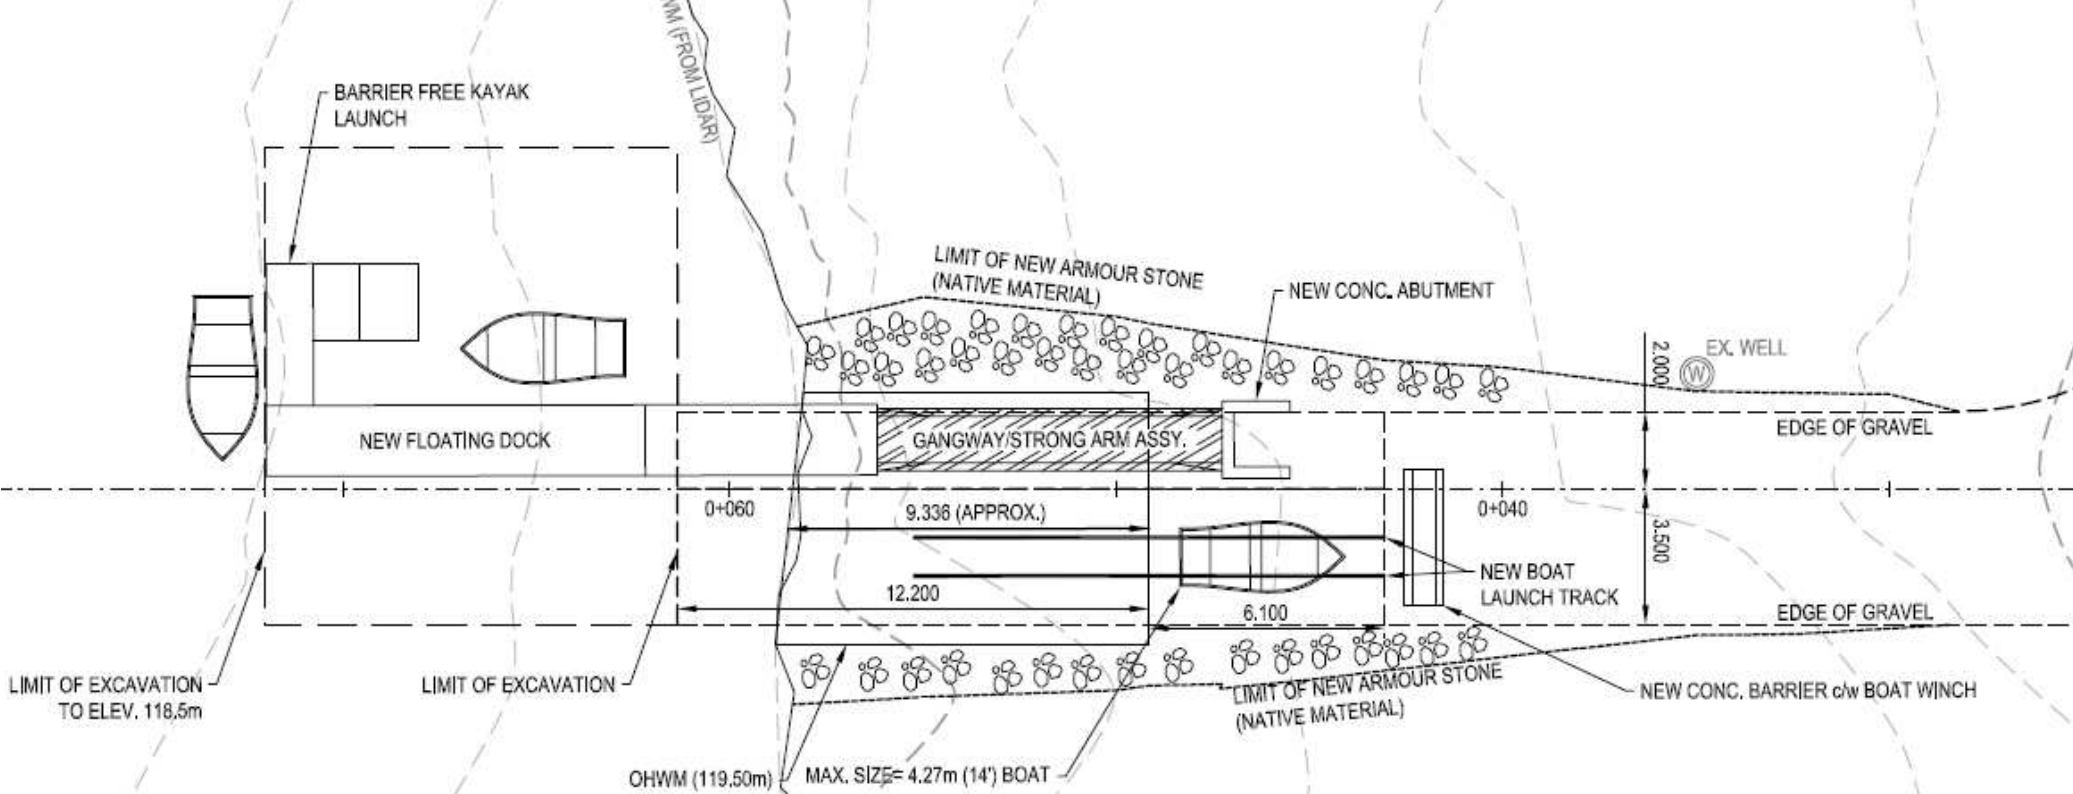 WM (FROM LIDAR)
BARRIER FREE KAYAK
LAUNCH
LIMIT OF NEW ARMOUR STONE
(NATIVE MATERIAL)
NEW CONC. ABUTMENT
2.000
EX. WELL
W
NEW FLOATING DOCK
GANGWAY/STRONG ARM ASSY.
EDGE OF GRAVEL
0+060
9.336 (APPROX.)
0+040
3.500
NEW BOAT
LAUNCH TRACK
12.200
6.100
EDGE OF GRAVEL
LIMIT OF EXCAVATION
TO ELEV. 118.5m
LIMIT OF EXCAVATION
LIMIT OF NEW ARMOUR STONE
(NATIVE MATERIAL)
NEW CONC. BARRIER c/w BOAT WINCH
OHWM (119.50m)
MAX. SIZE= 4.27m (14') BOAT